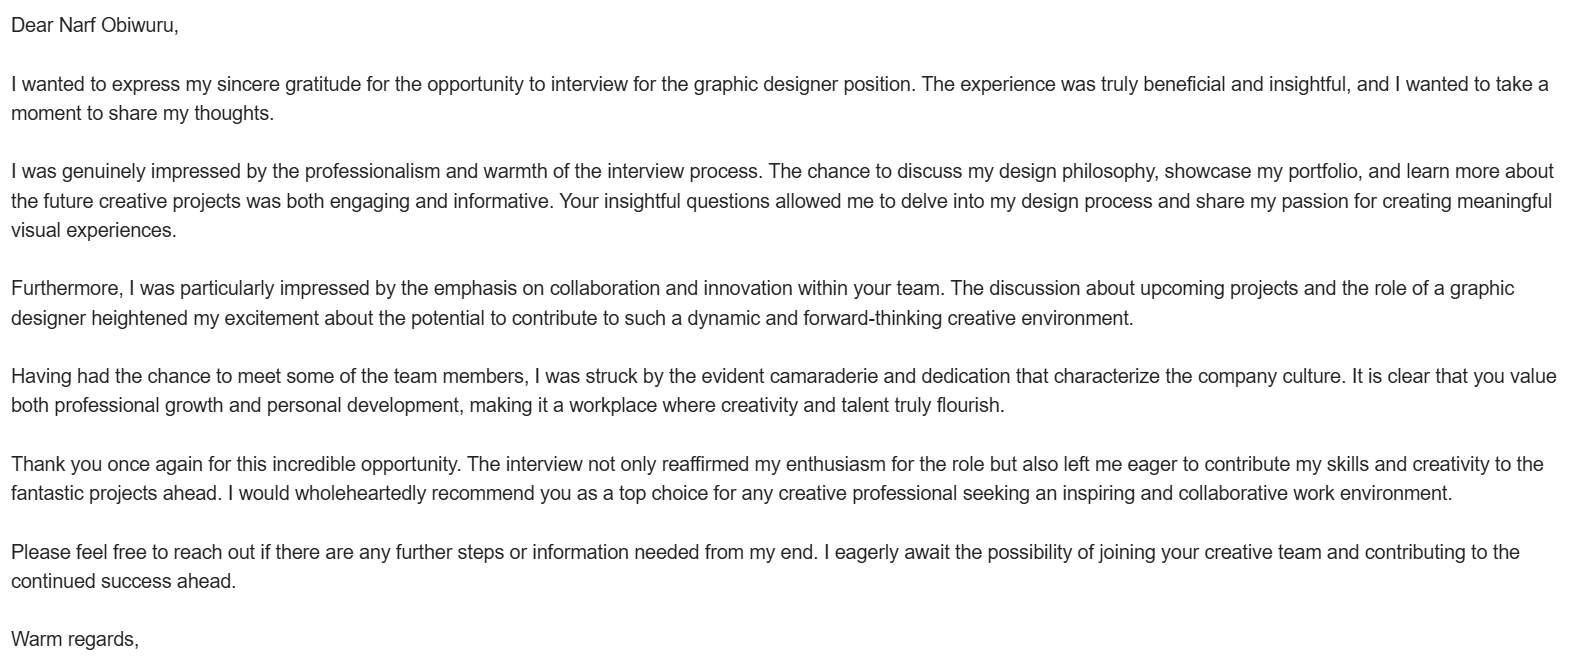 Dear Narf Obiwuru,
I wanted to express my sincere gratitude for the opportunity to interview for the graphic designer position. The experience was truly beneficial and insightful, and I wanted to take a
moment to share my thoughts.
I was genuinely impressed by the professionalism and warmth of the interview process. The chance to discuss my design philosophy, showcase my portfolio, and learn more about
the future creative projects was both engaging and informative. Your insightful questions allowed me to delve into my design process and share my passion for creating meaningful
visual experiences.
Furthermore, I was particularly impressed by the emphasis on collaboration and innovation within your team. The discussion about upcoming projects and the role of a graphic
designer heightened my excitement about the potential to contribute to such a dynamic and forward-thinking creative environment.
Having had the chance to meet some of the team members, I was struck by the evident camaraderie and dedication that characterize the company culture. It is clear that you value
both professional growth and personal development, making it a workplace where creativity and talent truly flourish.
Thank you once again for this incredible opportunity. The interview not only reaffirmed my enthusiasm for the role but also left me eager to contribute my skills and creativity to the
fantastic projects ahead. I would wholeheartedly recommend you as a top choice for any creative professional seeking an inspiring and collaborative work environment.
Please feel free to reach out if there are any further steps or information needed from my end. I eagerly await the possibility of joining your creative team and contributing to the
continued success ahead.
Warm regards,